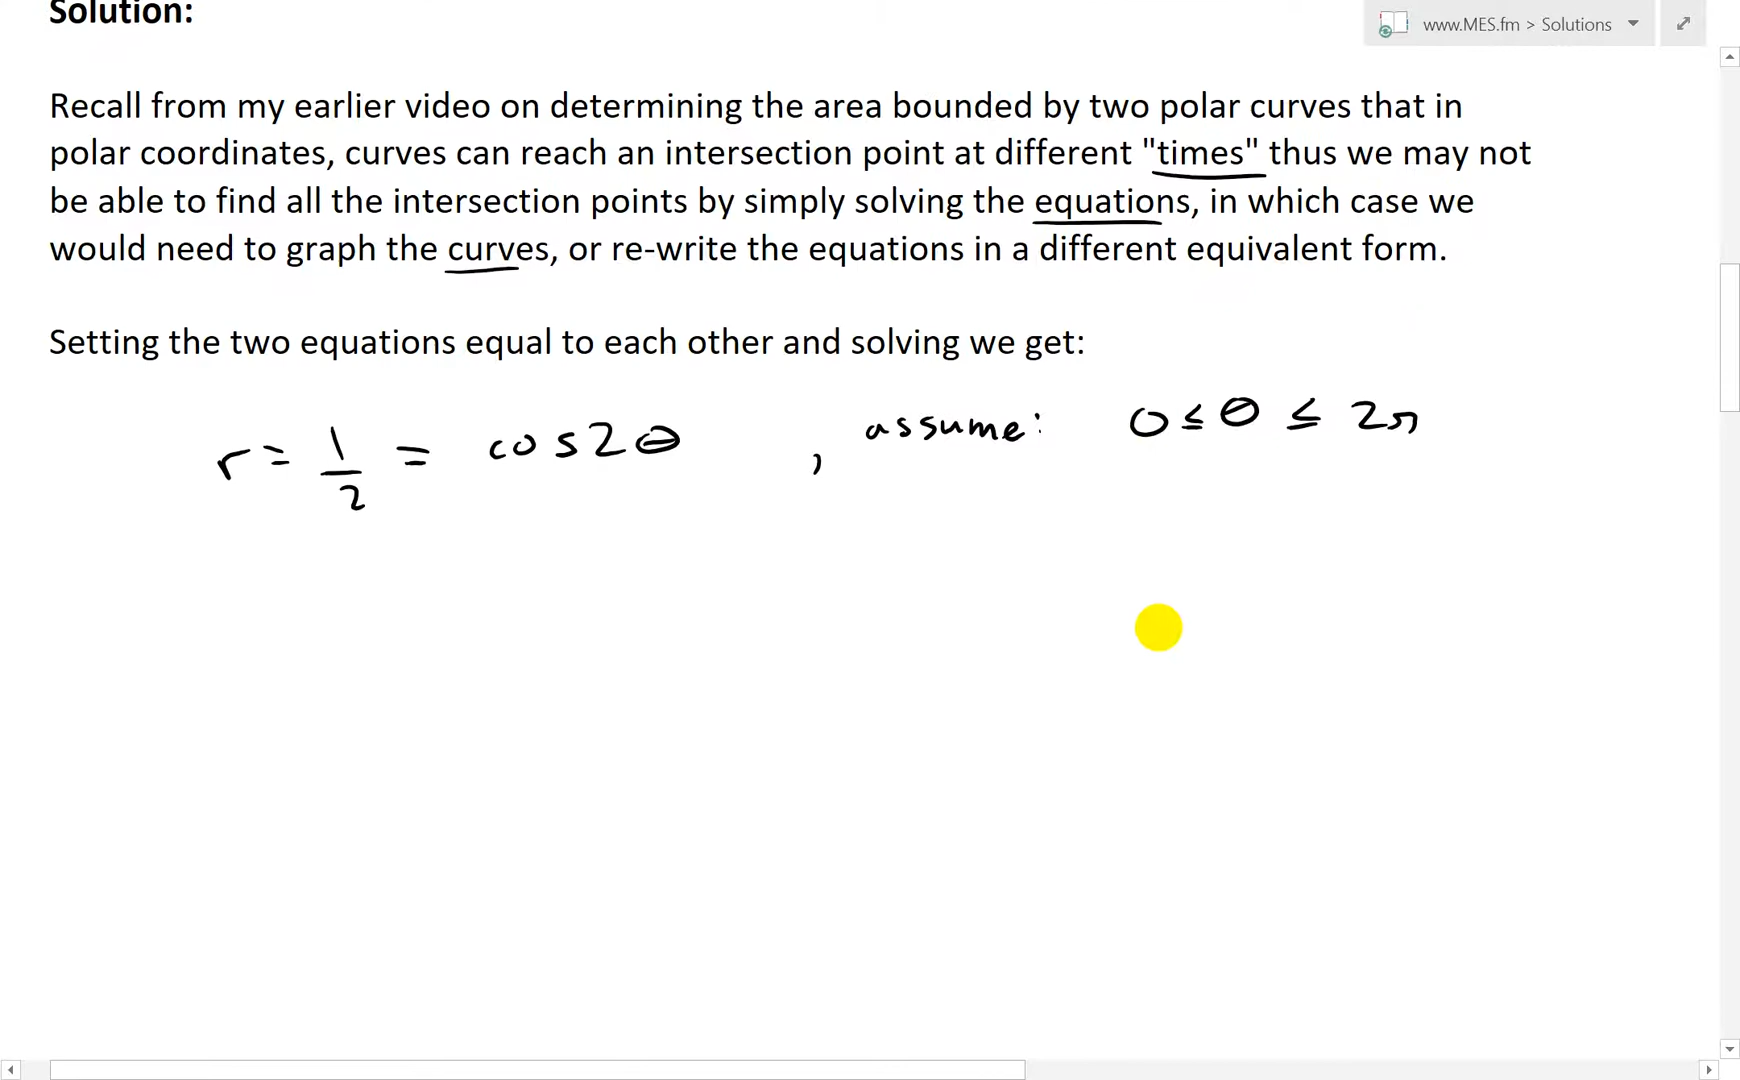 Solution:
www.MES.fm > Solutions
Recall from my earlier video on determining the area bounded by two polar curves that in
polar coordinates, curves can reach an intersection point at different "times" thus we may not
be able to find all the intersection points by simply solving the equations, in which case we
would need to graph the curves, or re-write the equations in a different equivalent form.
Setting the two equations equal to each other and solving we get:
r = 1/2 = cos2θ , assume: 0 ≤ θ ≤ 2π